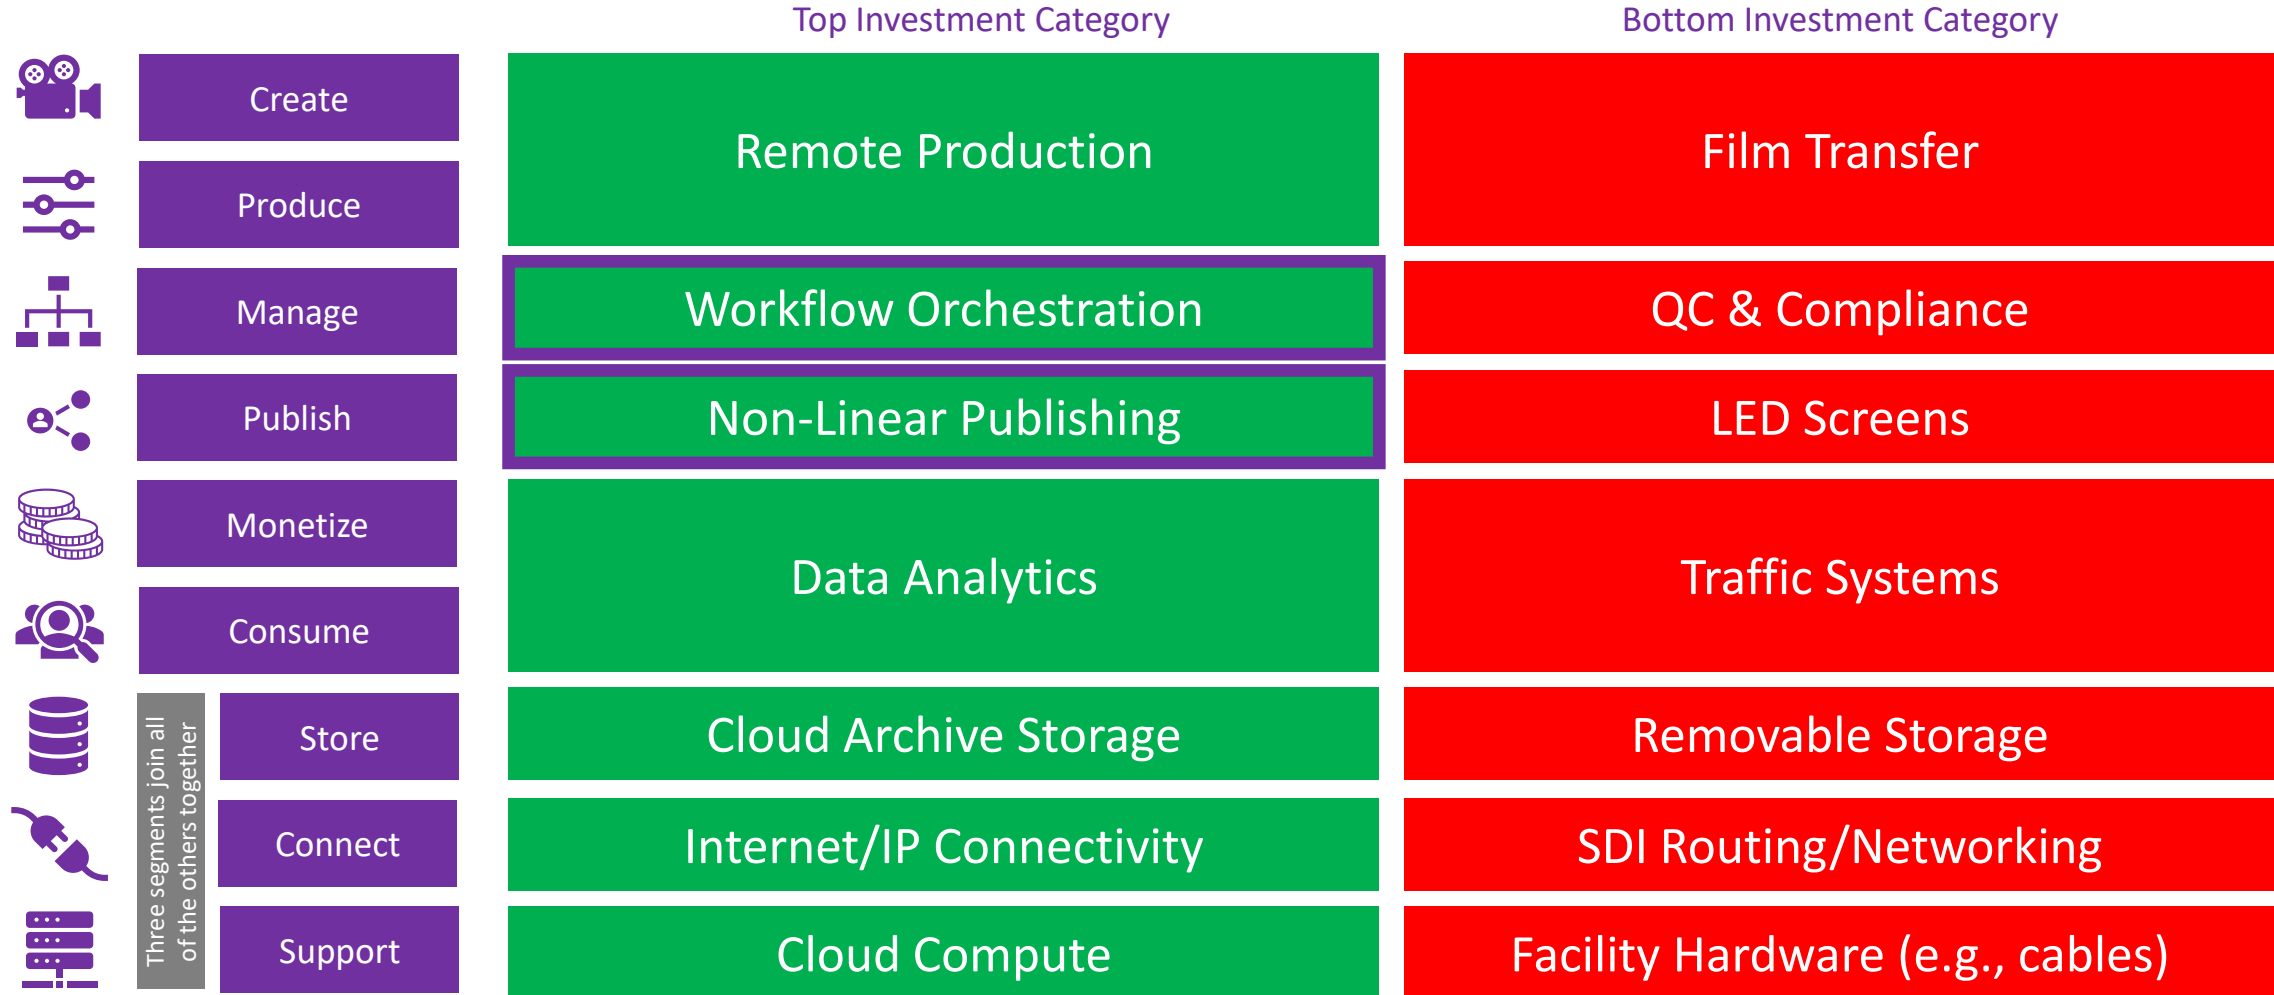 Top Investment Category
Bottom Investment Category
Create
Produce
Remote Production
Film Transfer
Manage
Workflow Orchestration
QC & Compliance
Publish
Non-Linear Publishing
LED Screens
Monetize
Consume
Data Analytics
Traffic Systems
Three segments join all
of the others together
Store
Cloud Archive Storage
Removable Storage
Connect
Internet/IP Connectivity
SDI Routing/Networking
Support
Cloud Compute
Facility Hardware (e.g., cables)